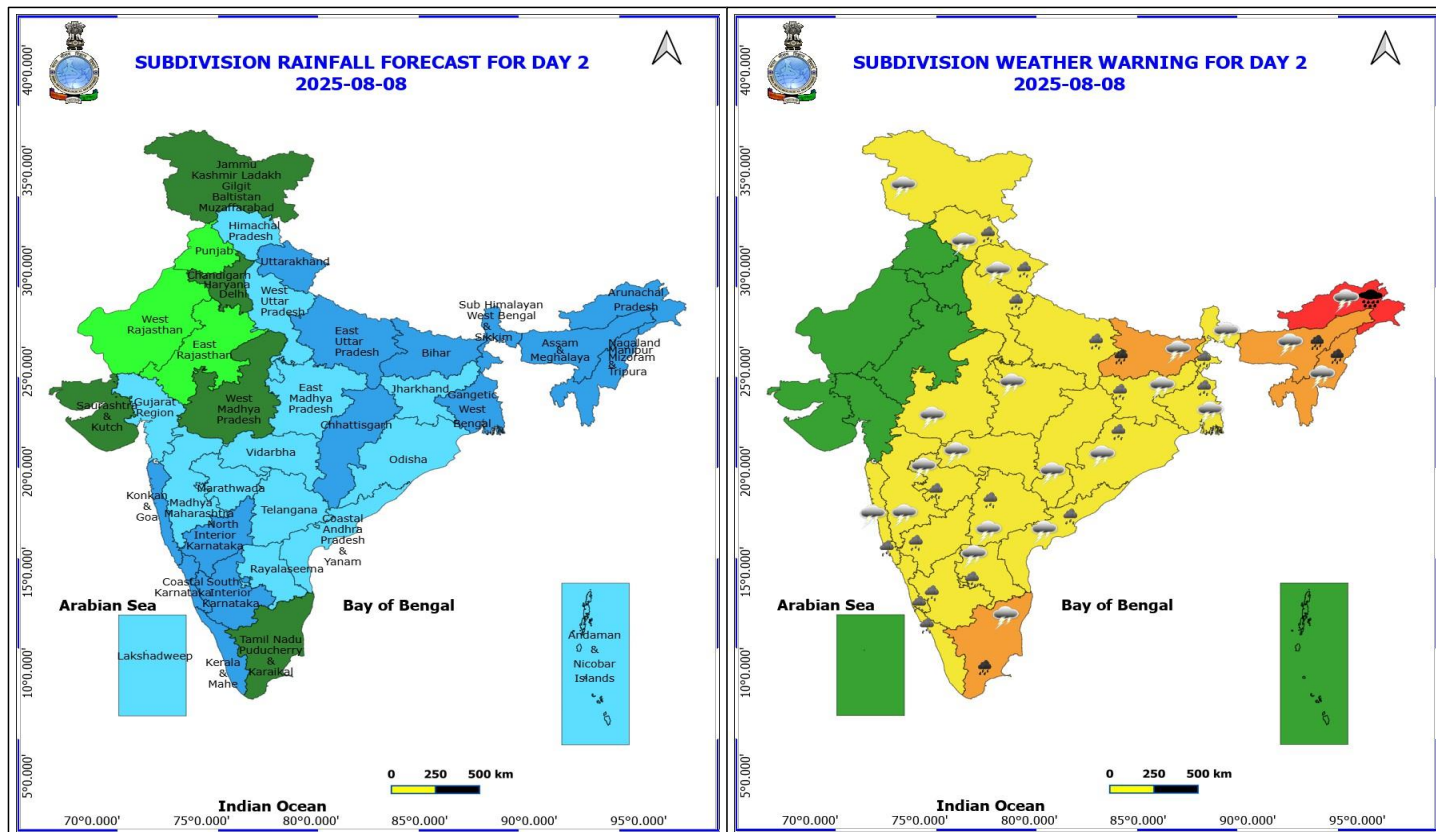 SUBDIVISION RAINFALL FORECAST FOR DAY 2
2025-08-08
40°0.000'
35°0.000'
30°0.000'
25°0.000'
20°0.000'
15°0.000'
10°0.000'
5°0.000'
Jammu
Kashmir Ladakh
Gilgit
Baltistan
Muzaffarabad
Himachal
Pradesh
Punjab
Uttarakhand
Chandigarh
Haryana
Delhi
West
Uttar
Pradesh
West
Rajasthan
East
Rajasthan
East
Uttar
Pradesh
Bihar
Sub Himalayan
West Bengal
&
Sikkim
Arunachal
Pradesh
Assam
&
Meghalaya
Nagaland
Manipur
Mizoram
&
Tripura
Saurashtra
&
Kutch
Gujarat
Region
West
Madhya
Pradesh
East
Madhya
Pradesh
Jharkhand
Gangetic
West
Bengal
Chhattisgarh
Vidarbha
Odisha
Konkan
&
Goa
Madhya
Maharashtra
Marathwada
Telangana
North
Interior
Karnataka
Coastal
Andhra
Pradesh
&
Yanam
Rayalaseema
Coastal
Karnataka
South
Interior
Karnataka
Arabian Sea
Bay of Bengal
Lakshadweep
Kerala
&
Mahe
Tamil Nadu
Puducherry
&
Karaikal
Andaman
&
Nicobar
Islands
0 250 500 km
Indian Ocean
70°0.000' 75°0.000' 80°0.000' 85°0.000' 90°0.000' 95°0.000'
SUBDIVISION WEATHER WARNING FOR DAY 2
2025-08-08
40°0.000'
35°0.000'
30°0.000'
25°0.000'
20°0.000'
15°0.000'
10°0.000'
5°0.000'
Arabian Sea
Bay of Bengal
0 250 500 km
Indian Ocean
70°0.000' 75°0.000' 80°0.000' 85°0.000' 90°0.000' 95°0.000'